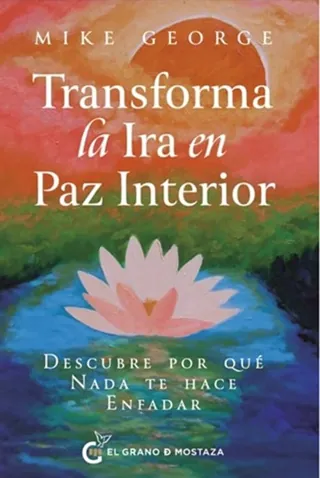 MIKE GEORGE
Transforma
la Ira en
Paz Interior
DESCUBRE POR QUÉ
NADA TE HACE
ENFADAR
EL GRANO D MOSTAZA